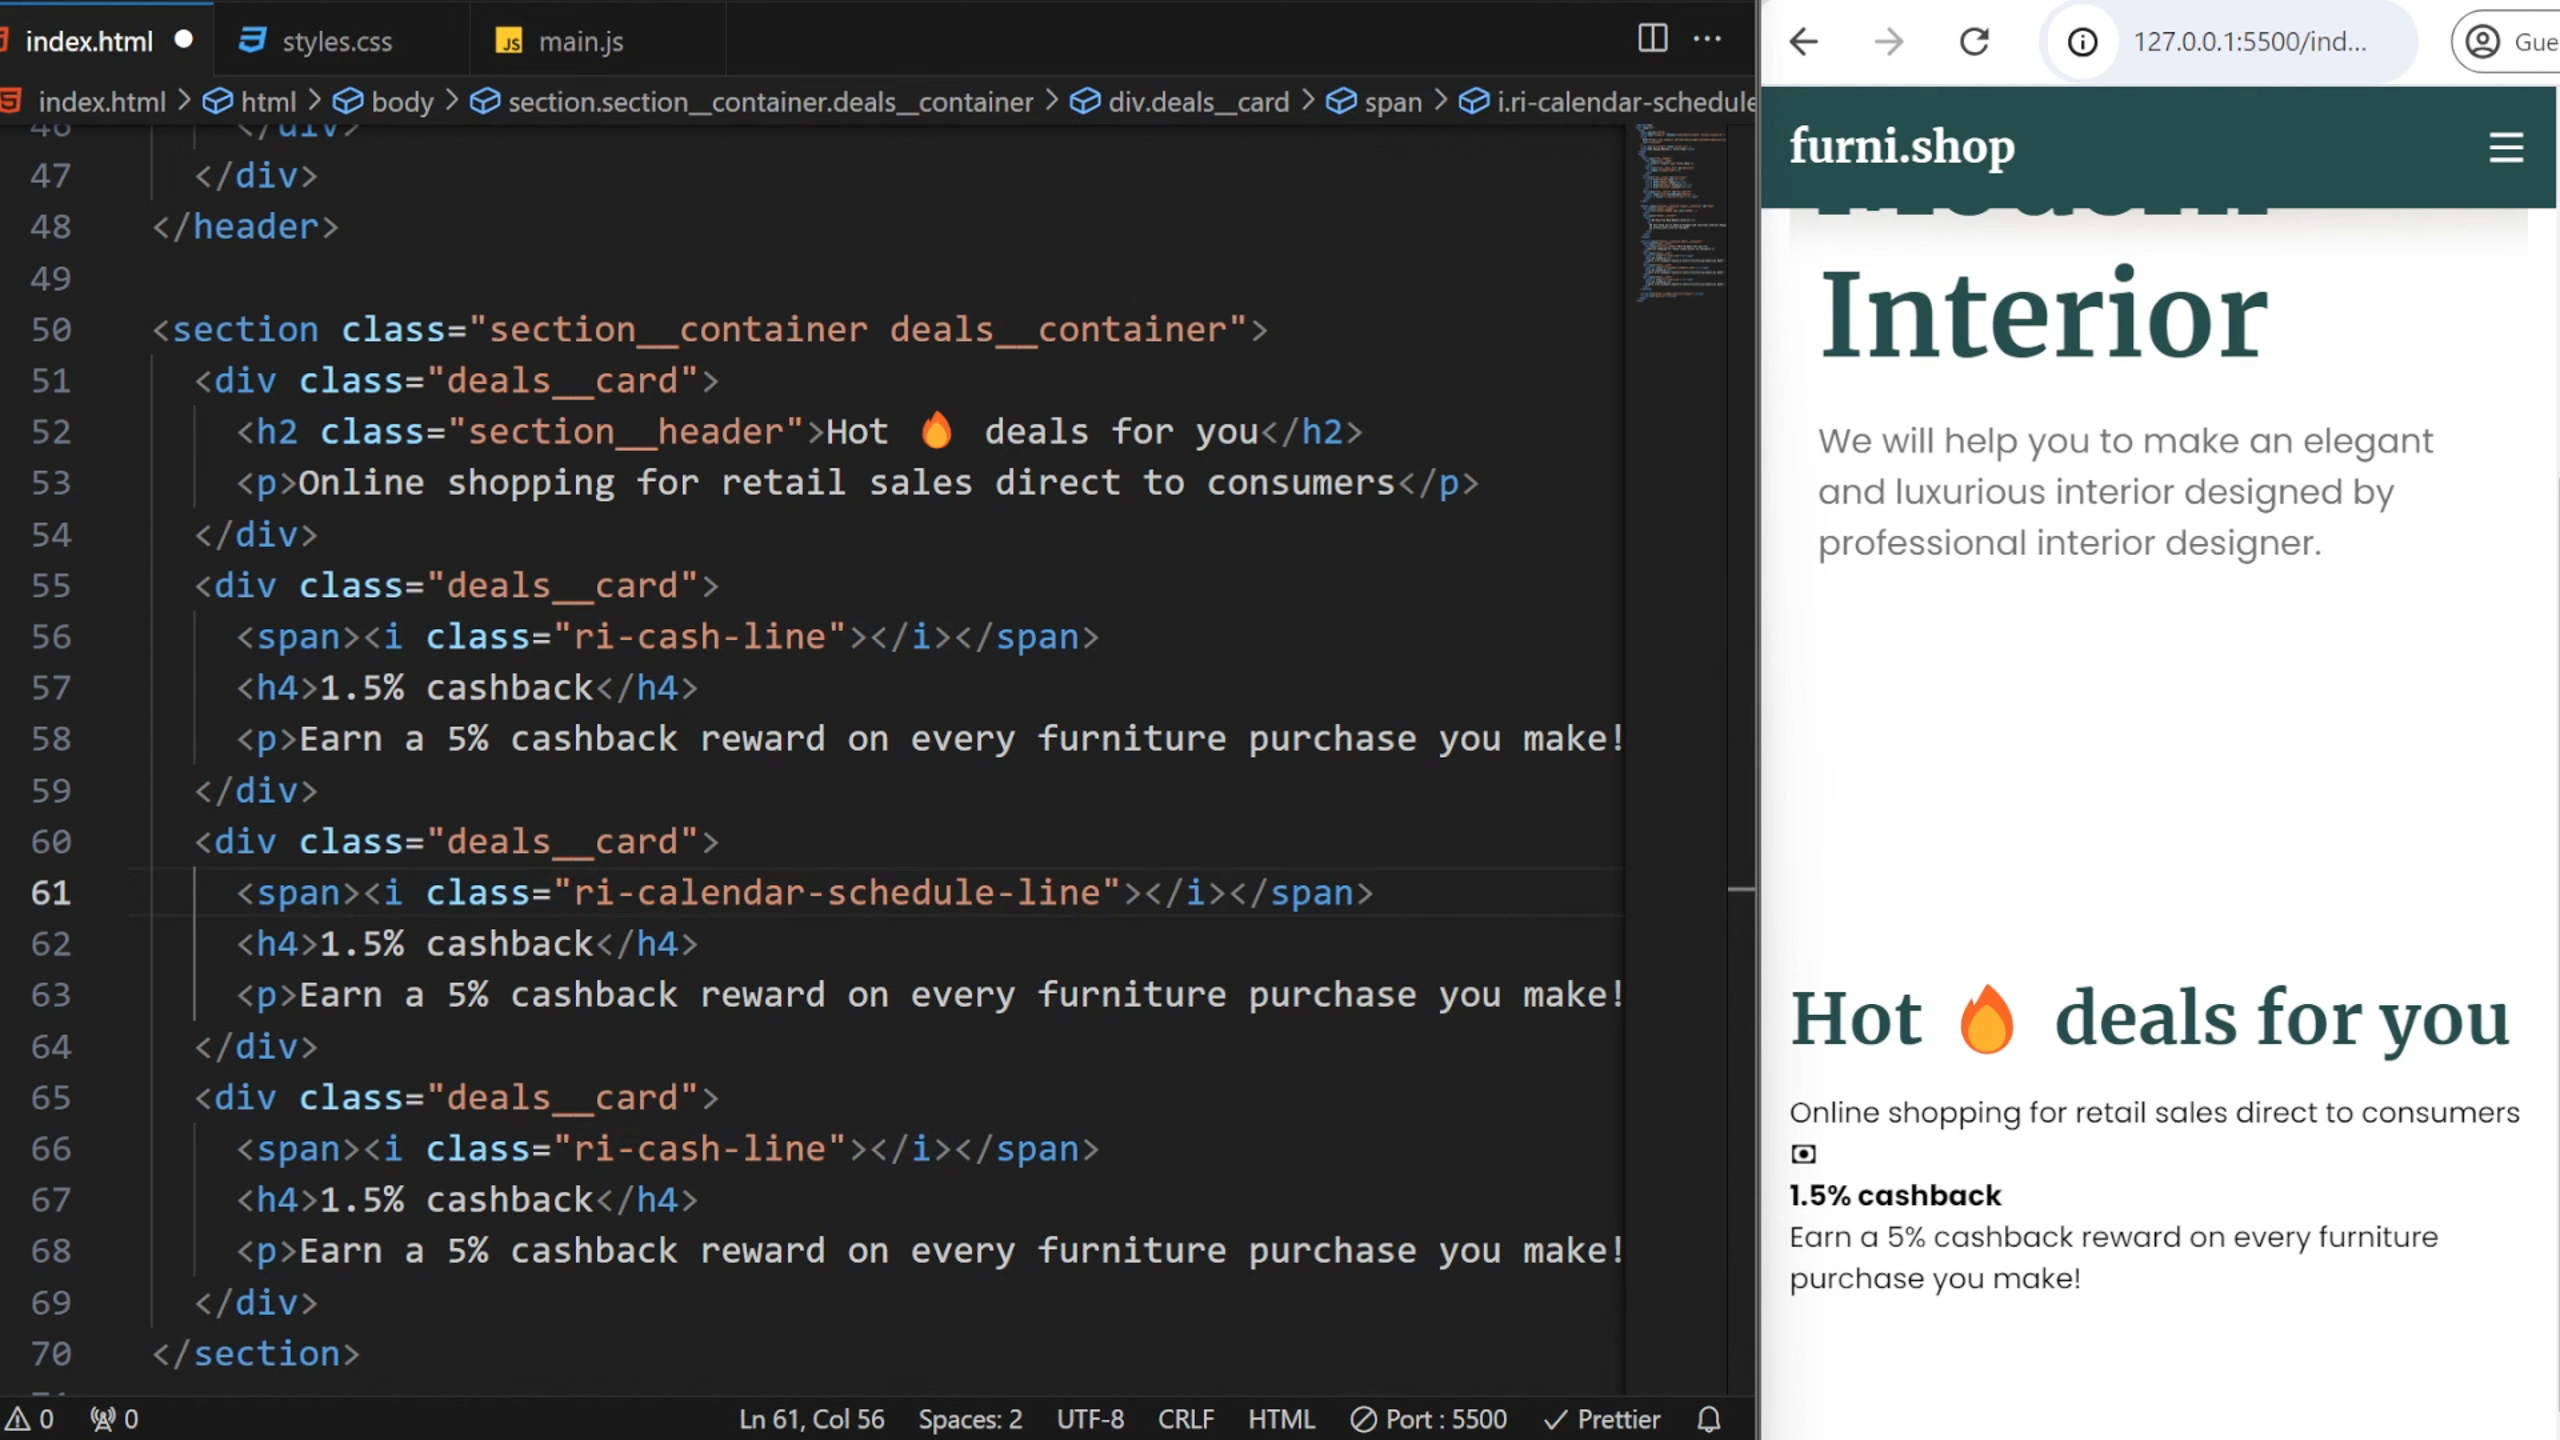 index.html
styles.css
JS main.js
index.html > html > body > section.section__container.deals__container > div.deals__card > span > i.ri-calendar-schedule
46 </div>
47 </div>
48 </header>
49
50 <section class="section__container deals__container">
51 <div class="deals__card">
52 <h2 class="section__header">Hot 🔥 deals for you</h2>
53 <p>Online shopping for retail sales direct to consumers</p>
54 </div>
55 <div class="deals__card">
56 <span><i class="ri-cash-line"></i></span>
57 <h4>1.5% cashback</h4>
58 <p>Earn a 5% cashback reward on every furniture purchase you make!
59 </div>
60 <div class="deals__card">
61 <span><i class="ri-calendar-schedule-line"></i></span>
62 <h4>1.5% cashback</h4>
63 <p>Earn a 5% cashback reward on every furniture purchase you make!
64 </div>
65 <div class="deals__card">
66 <span><i class="ri-cash-line"></i></span>
67 <h4>1.5% cashback</h4>
68 <p>Earn a 5% cashback reward on every furniture purchase you make!
69 </div>
70 </section>
0 0 Ln 61, Col 56 Spaces: 2 UTF-8 CRLF HTML Port : 5500 Prettier
127.0.0.1:5500/ind...
Gue
furni.shop
Interior
We will help you to make an elegant
and luxurious interior designed by
professional interior designer.
Hot 🔥 deals for you
Online shopping for retail sales direct to consumers
1.5% cashback
Earn a 5% cashback reward on every furniture
purchase you make!